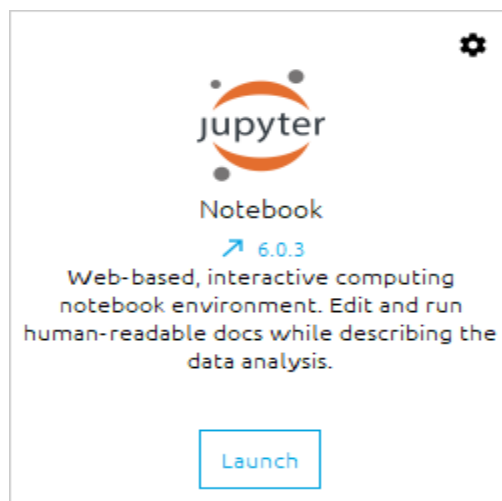 jupyter
Notebook
6.0.3
Web-based, interactive computing
notebook environment. Edit and run
human-readable docs while describing the
data analysis.
Launch